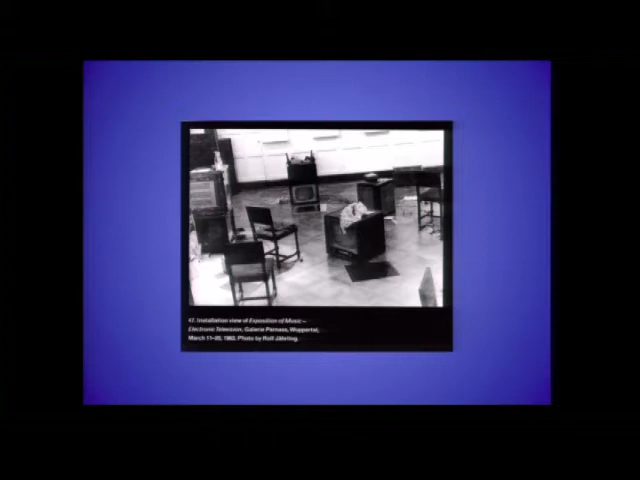 47. Installation view of Exposition of Music –
Electronic Television, Galerie Parnass, Wuppertal,
March 11–20, 1963. Photo by Rolf Jährling.